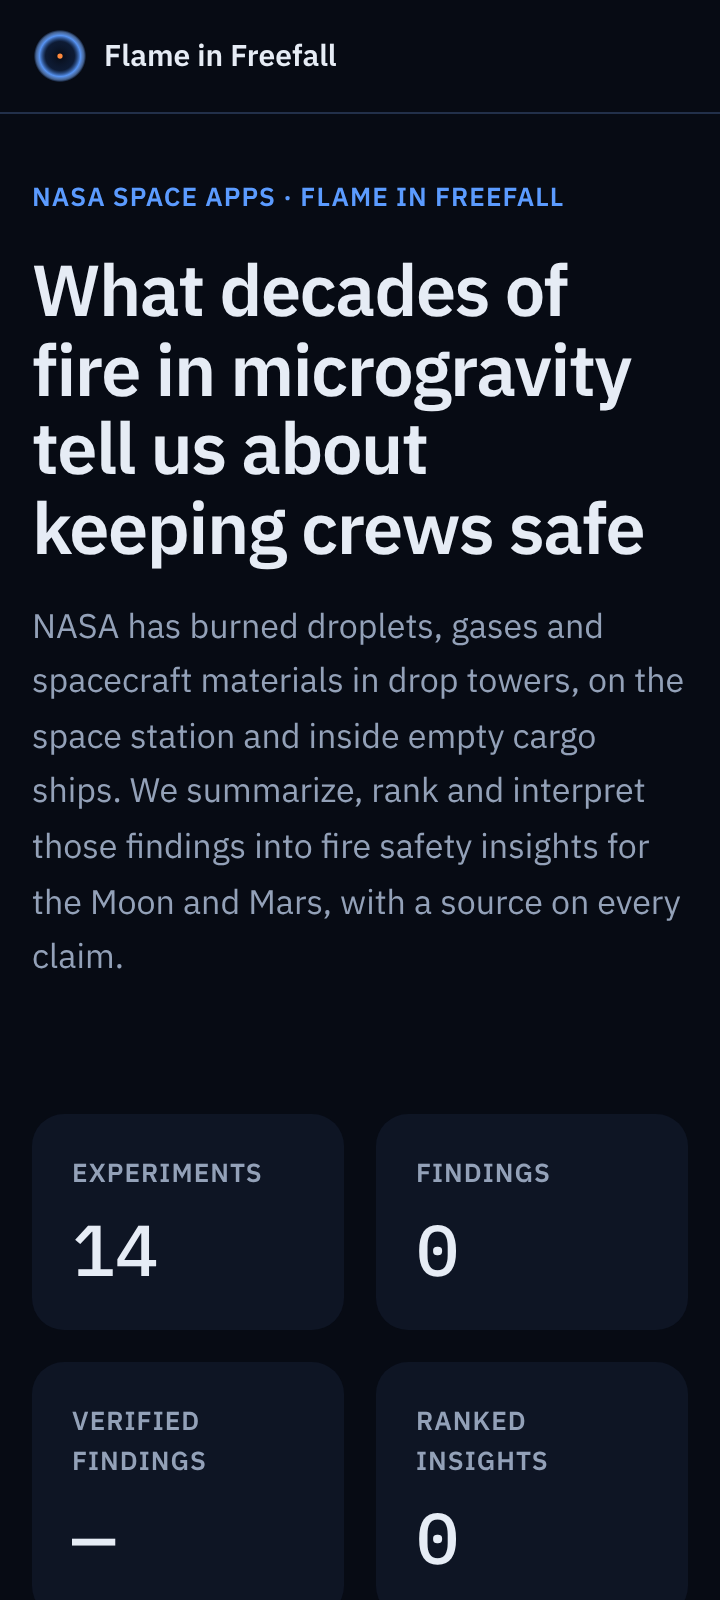 Flame in Freefall
NASA SPACE APPS · FLAME IN FREEFALL
What decades of
fire in microgravity
tell us about
keeping crews safe
NASA has burned droplets, gases and
spacecraft materials in drop towers, on the
space station and inside empty cargo
ships. We summarize, rank and interpret
those findings into fire safety insights for
the Moon and Mars, with a source on every
claim.
EXPERIMENTS
14
FINDINGS
0
VERIFIED
FINDINGS
—
RANKED
INSIGHTS
0